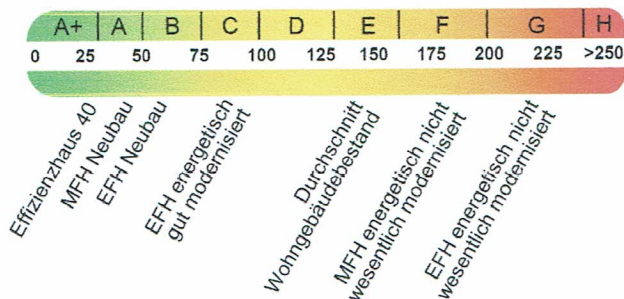 A+ A B C D E F G H
0 25 50 75 100 125 150 175 200 225 >250
Effizienzhaus 40
MFH Neubau
EFH Neubau
EFH energetisch
gut modernisiert
Durchschnitt
Wohngebäudebestand
MFH energetisch nicht
wesentlich modernisiert
EFH energetisch nicht
wesentlich modernisiert